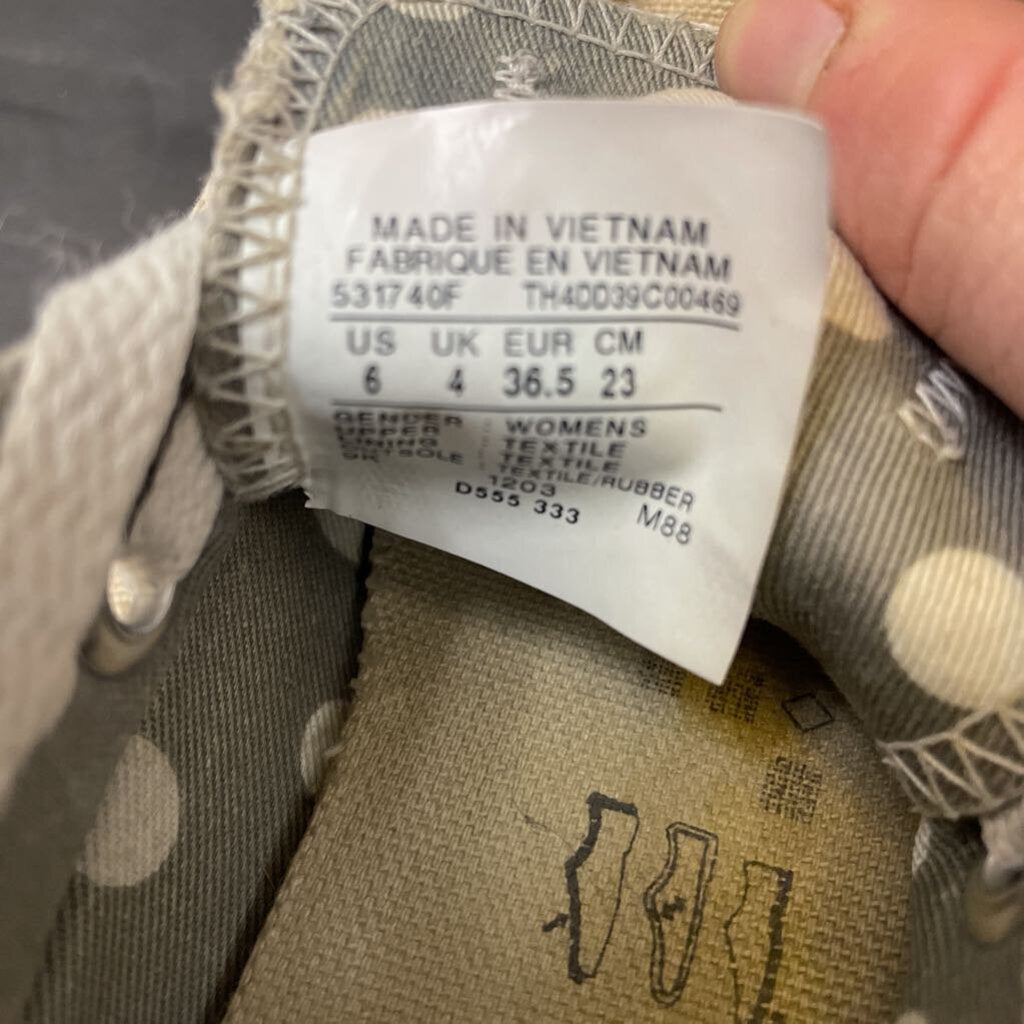 MADE IN VIETNAM
FABRIQUE EN VIETNAM
531740F TH4DD39C00469
US UK EUR CM
6 4 36.5 23
GENDER WOMENS
UPPER TEXTILE
LINING TEXTILE
OUTSOLE TEXTILE/RUBBER
1203
D555 333 M88